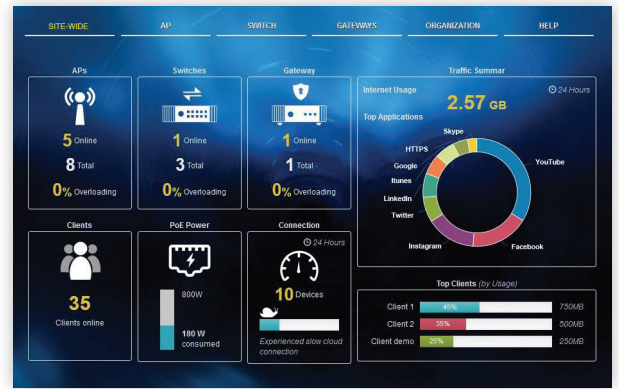 SITE-WIDE AP SWITCH GATEWAYS ORGANIZATION HELP
APs
5 Online
8 Total
0% Overloading
Switches
1 Online
3 Total
0% Overloading
Gateway
1 Online
1 Total
0% Overloading
Traffic Summar
Internet Usage
24 Hours
2.57 GB
Top Applications
Skype
HTTPS
Google
Itunes
LinkedIn
Twitter
Instagram
Facebook
YouTube
Clients
35
Clients online
PoE Power
800W
180 W
consumed
Connection
24 Hours
10 Devices
Experienced slow cloud
connection
Top Clients (by Usage)
Client 1 45% 750MB
Client 2 35% 500MB
Client demo 25% 250MB